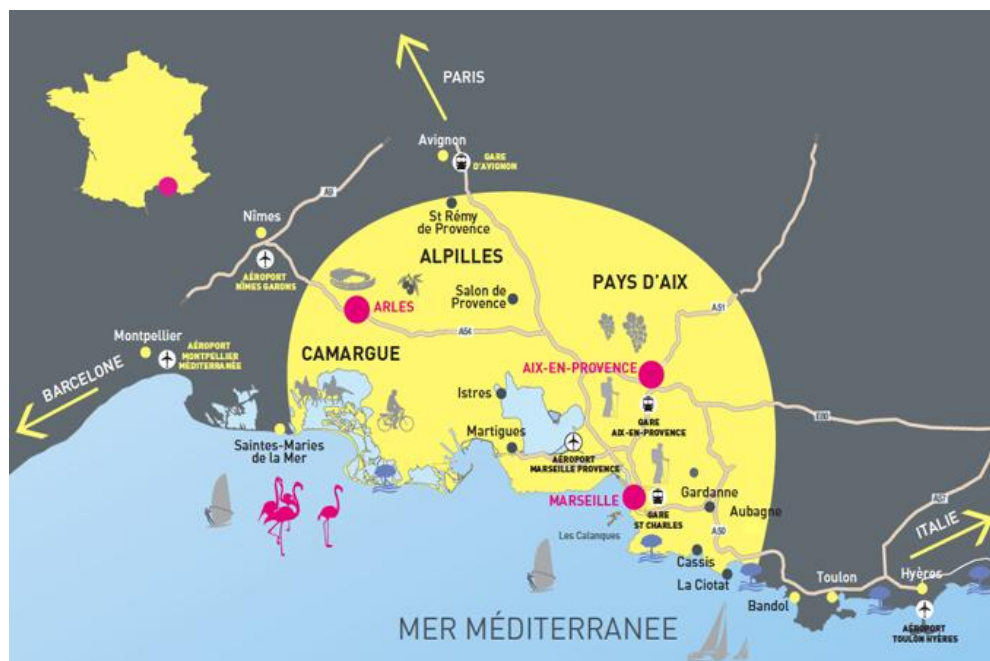 PARIS
Avignon
GARE
D'AVIGNON
A9
Nîmes
AÉROPORT
NÎMES GARONS
St Rémy
de Provence
ALPILLES
PAYS D'AIX
Salon de
Provence
ARLES
A51
A54
Montpellier
AÉROPORT
MONTPELLIER
MÉDITERRANÉE
BARCELONE
CAMARGUE
AIX-EN-PROVENCE
Istres
GARE
AIX-EN-PROVENCE
E80
Saintes-Maries
de la Mer
Martigues
AÉROPORT
MARSEILLE PROVENCE
MARSEILLE
GARE
ST CHARLES
Gardanne
Aubagne
A57
ITALIE
A50
Les Calanques
Cassis
La Ciotat
Bandol
Toulon
Hyères
AÉROPORT
TOULON HYÈRES
MER MÉDITERRANEE